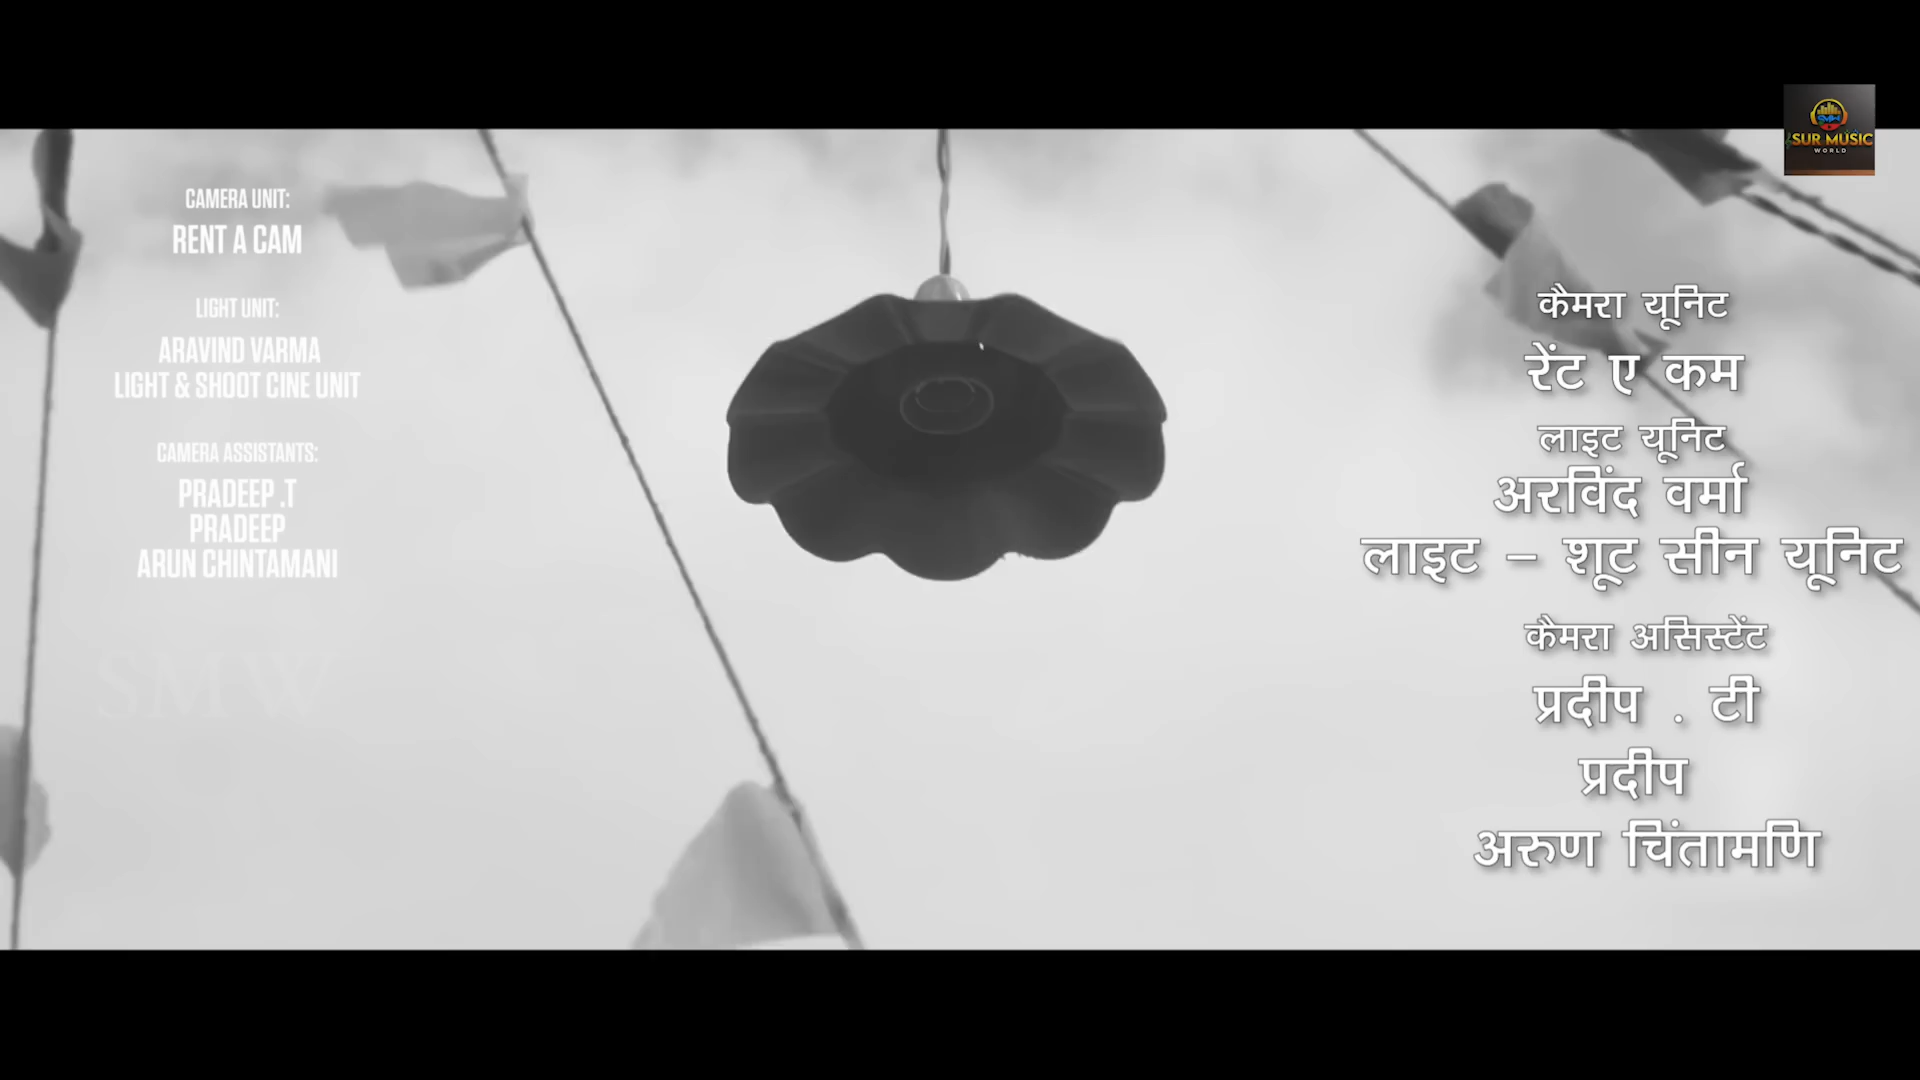 SMW
SUR MUSIC
WORLD
CAMERA UNIT:
RENT A CAM
LIGHT UNIT:
ARAVIND VARMA
LIGHT & SHOOT CINE UNIT
CAMERA ASSISTANTS:
PRADEEP .T
PRADEEP
ARUN CHINTAMANI
SMW
कैमरा यूनिट
रेंट ए कम
लाइट यूनिट
अरविंद वर्मा
लाइट – शूट सीन यूनिट
कैमरा असिस्टेंट
प्रदीप . टी
प्रदीप
अरुण चिंतामणि